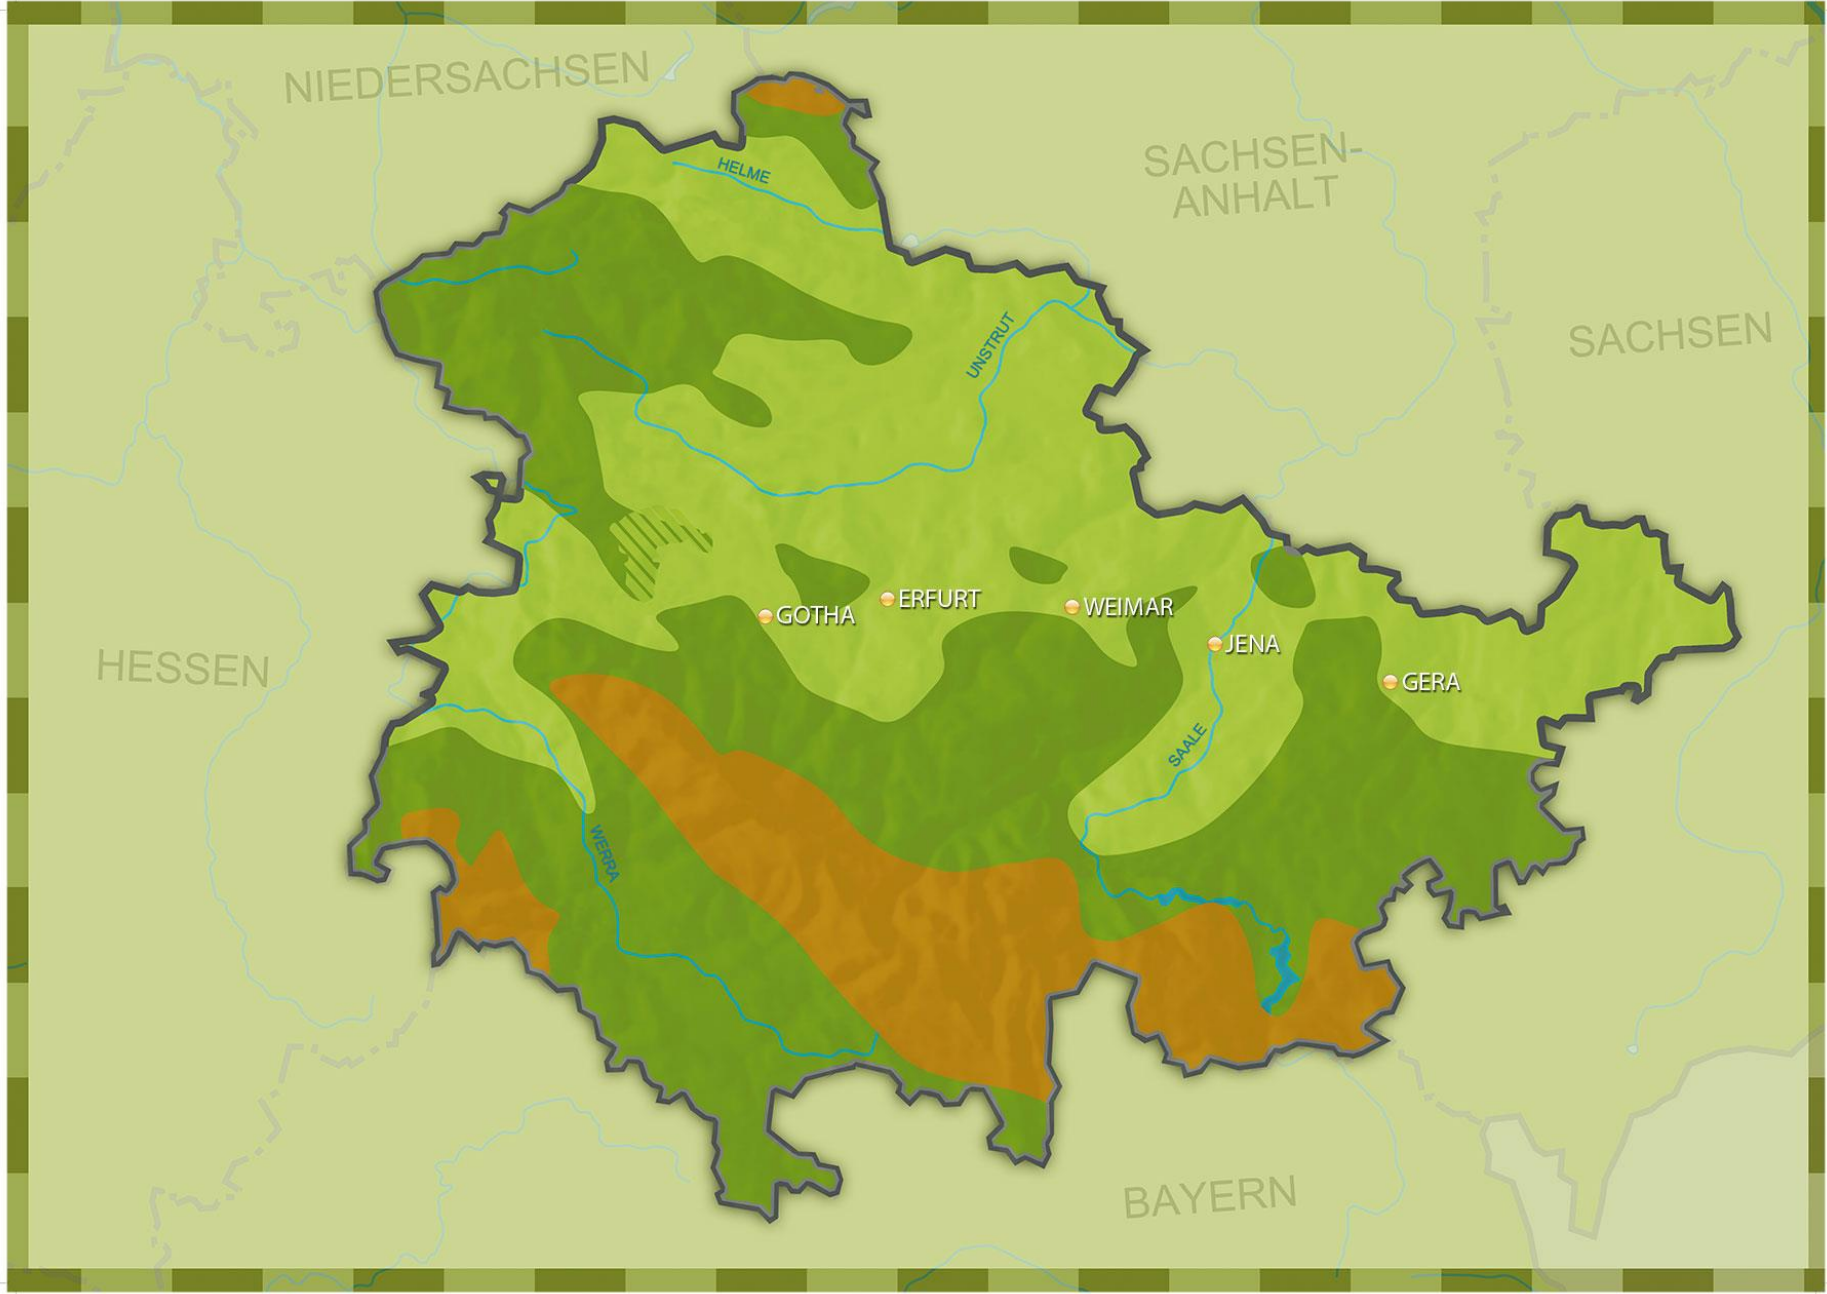 NIEDERSACHSEN
SACHSEN-
ANHALT
HELME
UNSTRUT
SACHSEN
ERFURT
GOTHA
WEIMAR
JENA
HESSEN
GERA
SAALE
WERRA
BAYERN